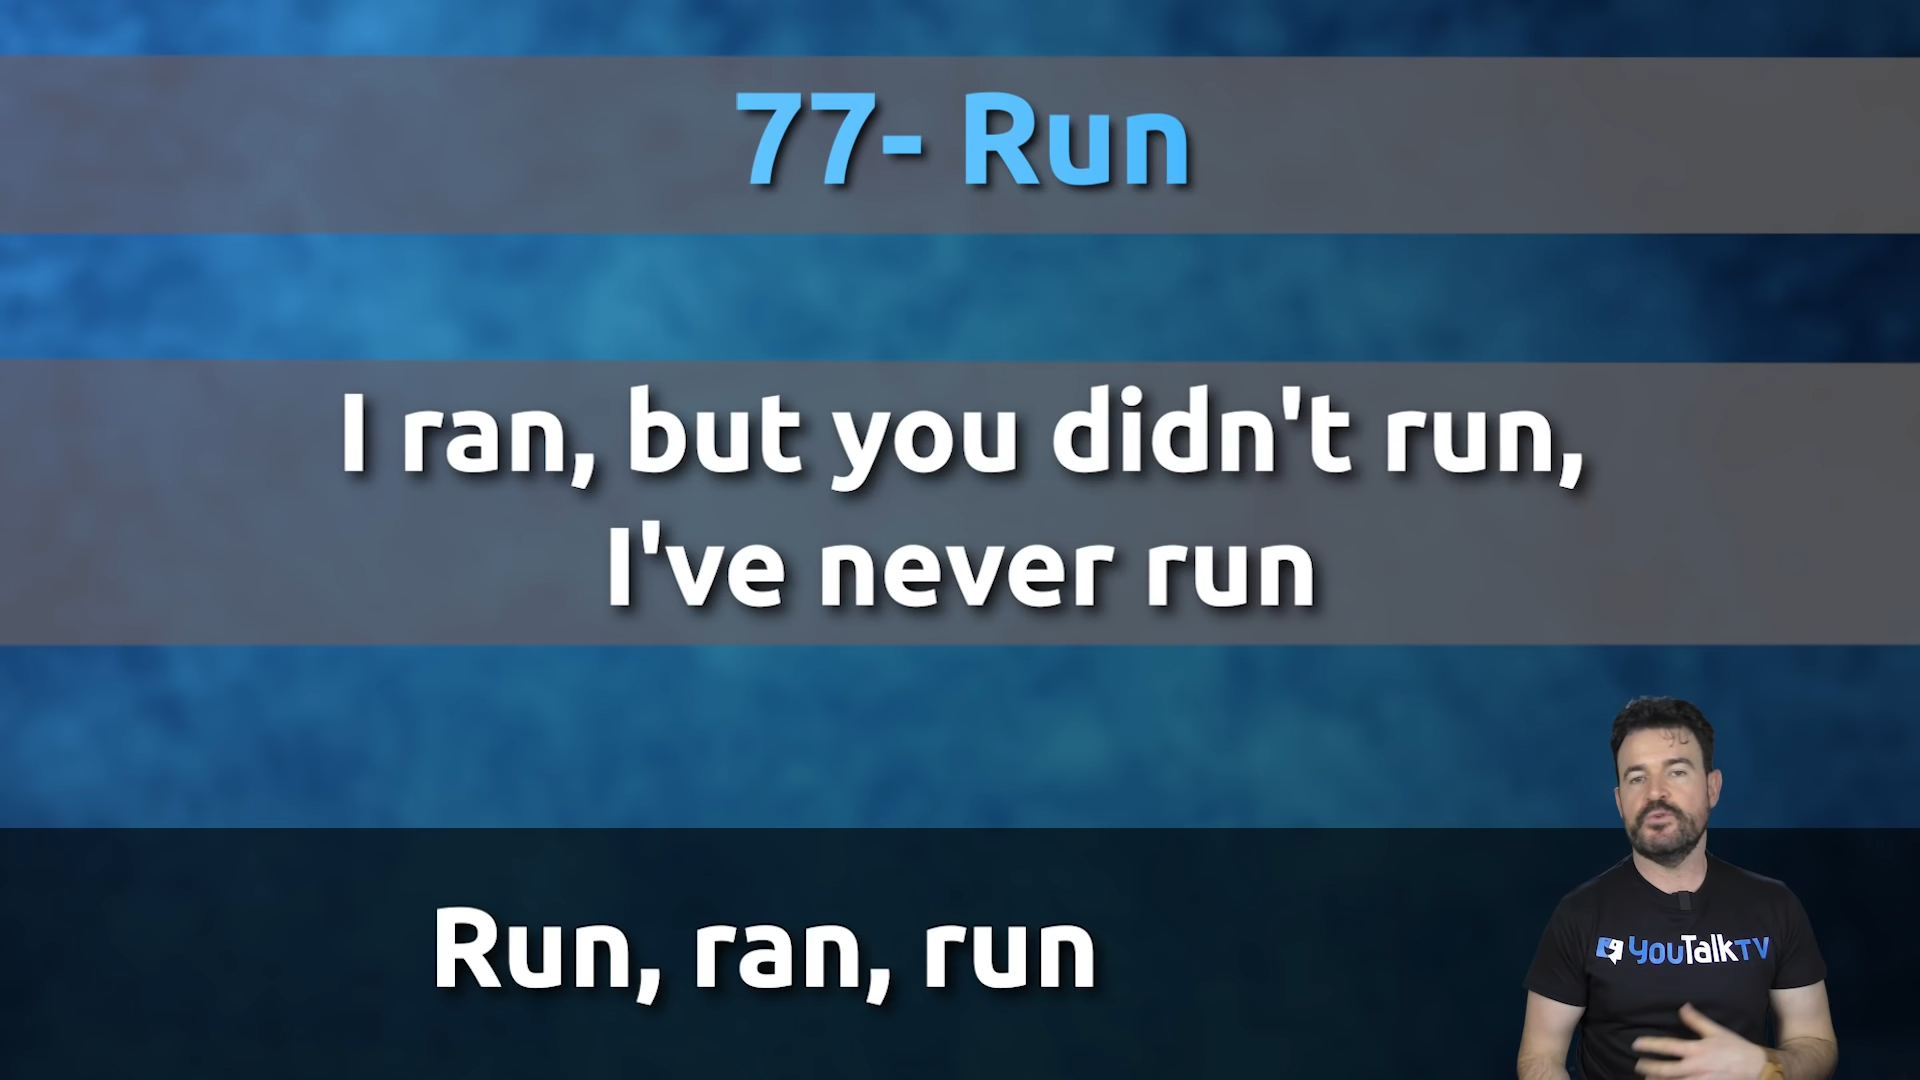 77- Run
I ran, but you didn't run,
I've never run
Run, ran, run
YouTalkTV